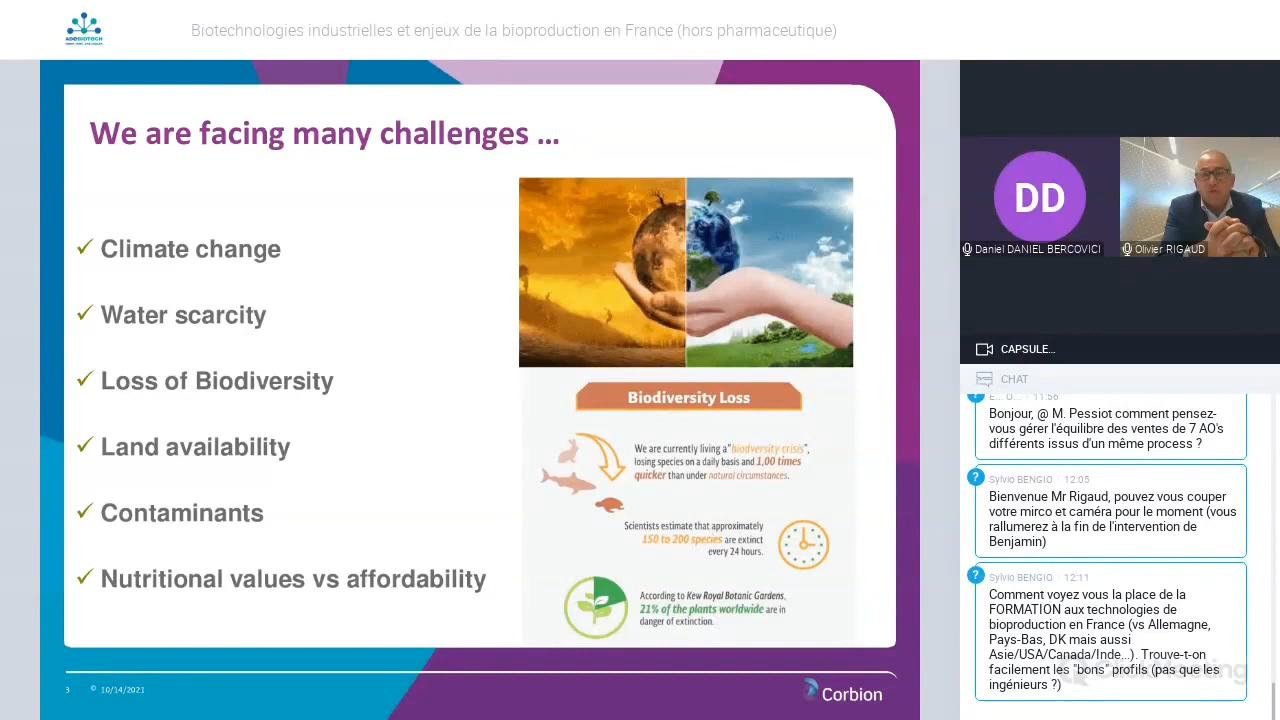 ADEBIOTECH
Biotechnologies industrielles et enjeux de la bioproduction en France (hors pharmaceutique)
We are facing many challenges ...
✓ Climate change
✓ Water scarcity
✓ Loss of Biodiversity
✓ Land availability
✓ Contaminants
✓ Nutritional values vs affordability
Biodiversity Loss
We are currently living a "biodiversity crisis",
losing species on a daily basis and 1,00 times
quicker than under natural circumstances.
Scientists estimate that approximately
150 to 200 species are extinct
every 24 hours.
According to Kew Royal Botanic Gardens,
21% of the plants worldwide are in
danger of extinction.
3 © 10/14/2021
Corbion
DD
Daniel DANIEL BERCOVICI
Olivier RIGAUD
CAPSULE...
CHAT
E... O... · 11:56
Bonjour, @ M. Pessiot comment pensez-
vous gérer l'équilibre des ventes de 7 AO's
différents issus d'un même process ?
?
Sylvio BENGIO · 12:05
Bienvenue Mr Rigaud, pouvez vous couper
votre mirco et caméra pour le moment (vous
rallumerez à la fin de l'intervention de
Benjamin)
?
Sylvio BENGIO · 12:11
Comment voyez vous la place de la
FORMATION aux technologies de
bioproduction en France (vs Allemagne,
Pays-Bas, DK mais aussi
Asie/USA/Canada/Inde...). Trouve-t-on
facilement les "bons" profils (pas que les
ingénieurs ?)
ClickMeeting